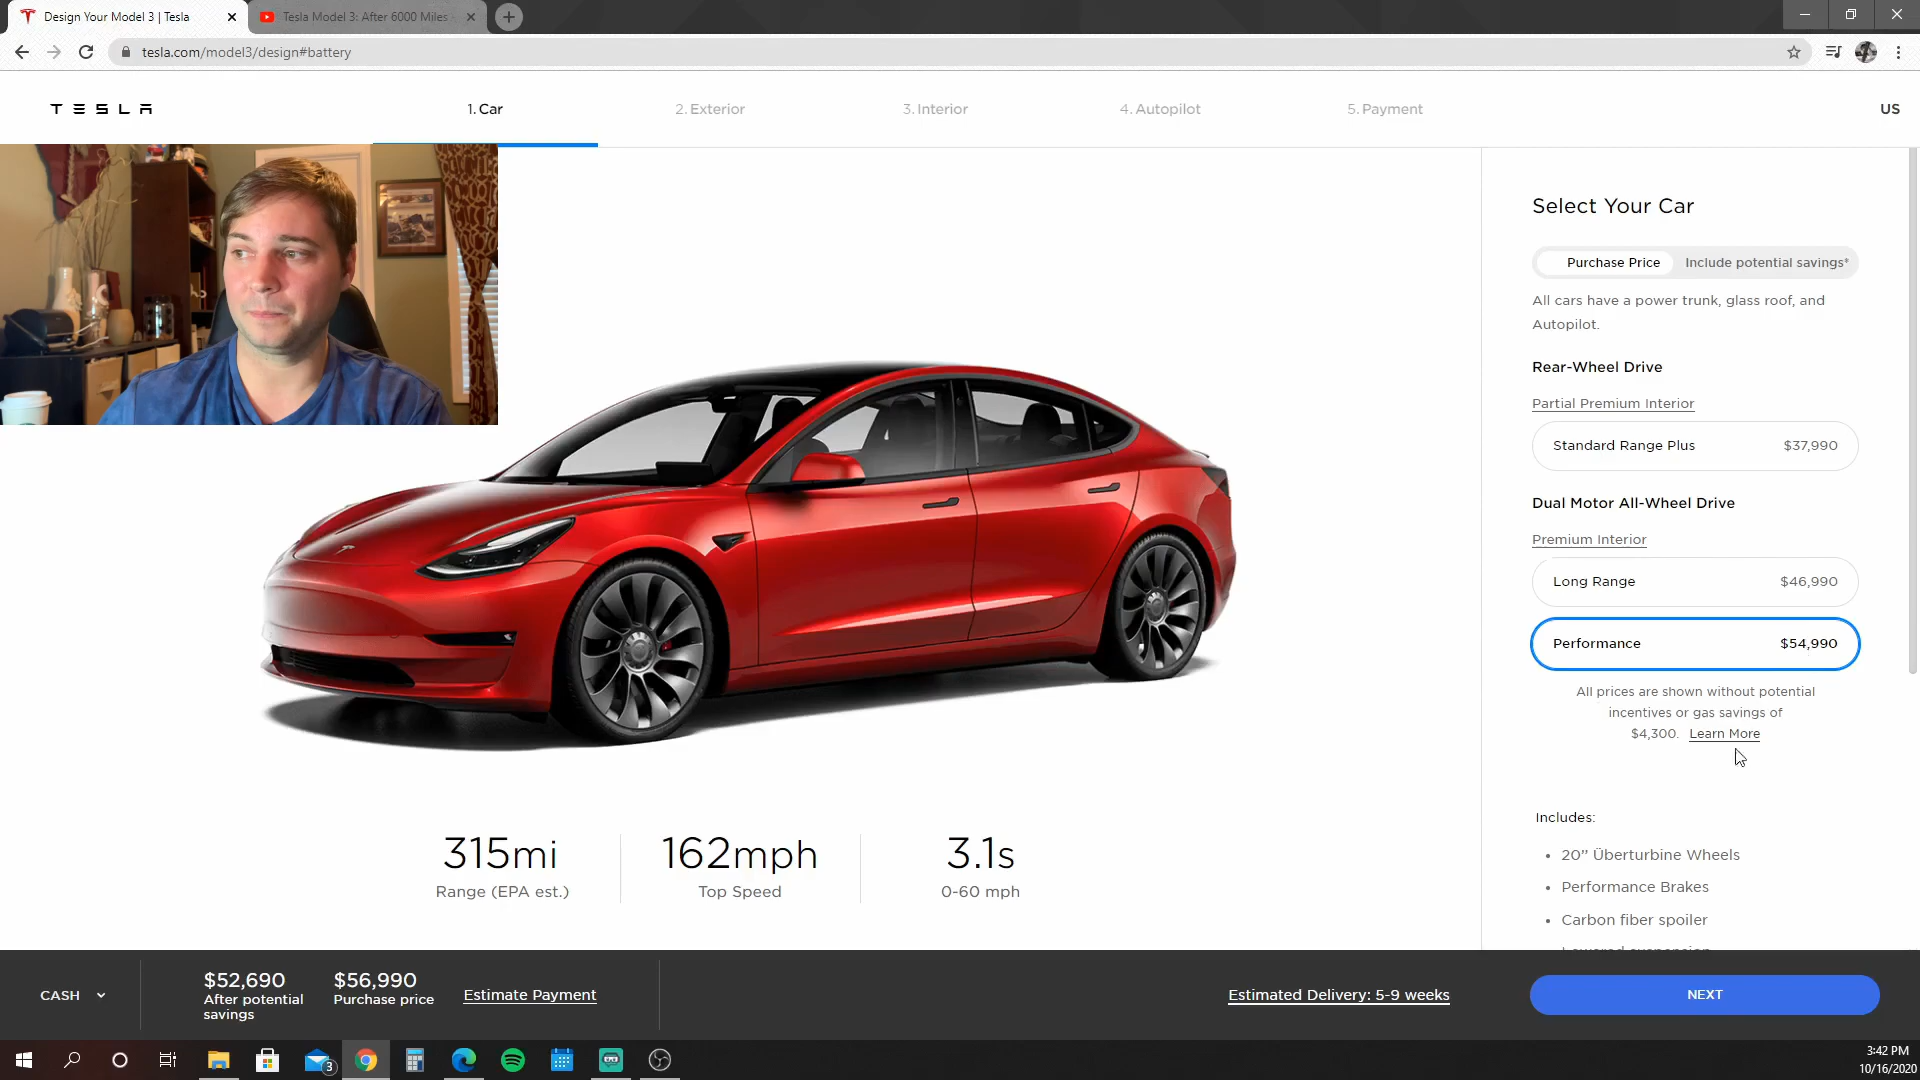 Design Your Model 3 | Tesla
Tesla Model 3: After 6000 Miles -
tesla.com/model3/design#battery
TESLA
1. Car
2. Exterior
3. Interior
4. Autopilot
5. Payment
US
Select Your Car
Purchase Price
Include potential savings*
All cars have a power trunk, glass roof, and
Autopilot.
Rear-Wheel Drive
Partial Premium Interior
Standard Range Plus $37,990
Dual Motor All-Wheel Drive
Premium Interior
Long Range $46,990
Performance $54,990
All prices are shown without potential
incentives or gas savings of
$4,300. Learn More
Includes:
• 20” Überturbine Wheels
• Performance Brakes
• Carbon fiber spoiler
315mi
Range (EPA est.)
162mph
Top Speed
3.1s
0-60 mph
CASH
$52,690
After potential
savings
$56,990
Purchase price
Estimate Payment
Estimated Delivery: 5-9 weeks
NEXT
3
3:42 PM
10/16/2020